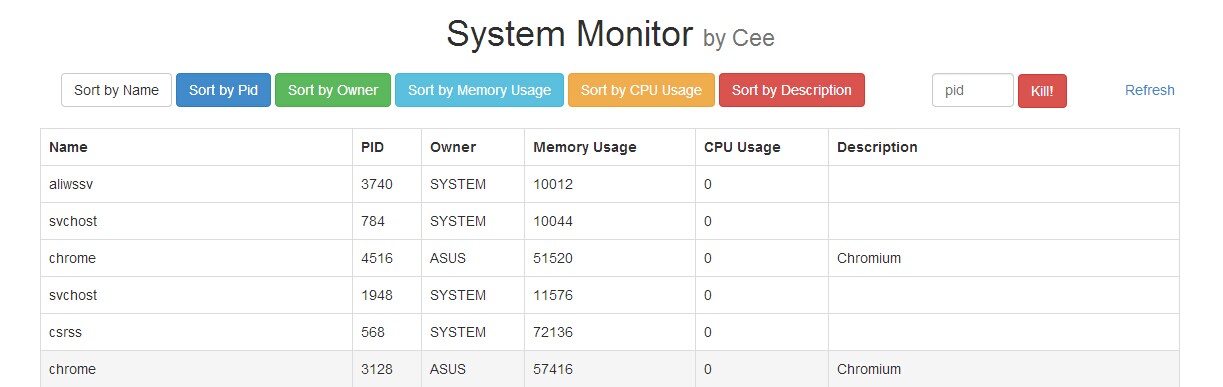 System Monitor by Cee
Sort by Name Sort by Pid Sort by Owner Sort by Memory Usage Sort by CPU Usage Sort by Description pid Kill! Refresh
Name PID Owner Memory Usage CPU Usage Description
aliwssv 3740 SYSTEM 10012 0
svchost 784 SYSTEM 10044 0
chrome 4516 ASUS 51520 0 Chromium
svchost 1948 SYSTEM 11576 0
csrss 568 SYSTEM 72136 0
chrome 3128 ASUS 57416 0 Chromium